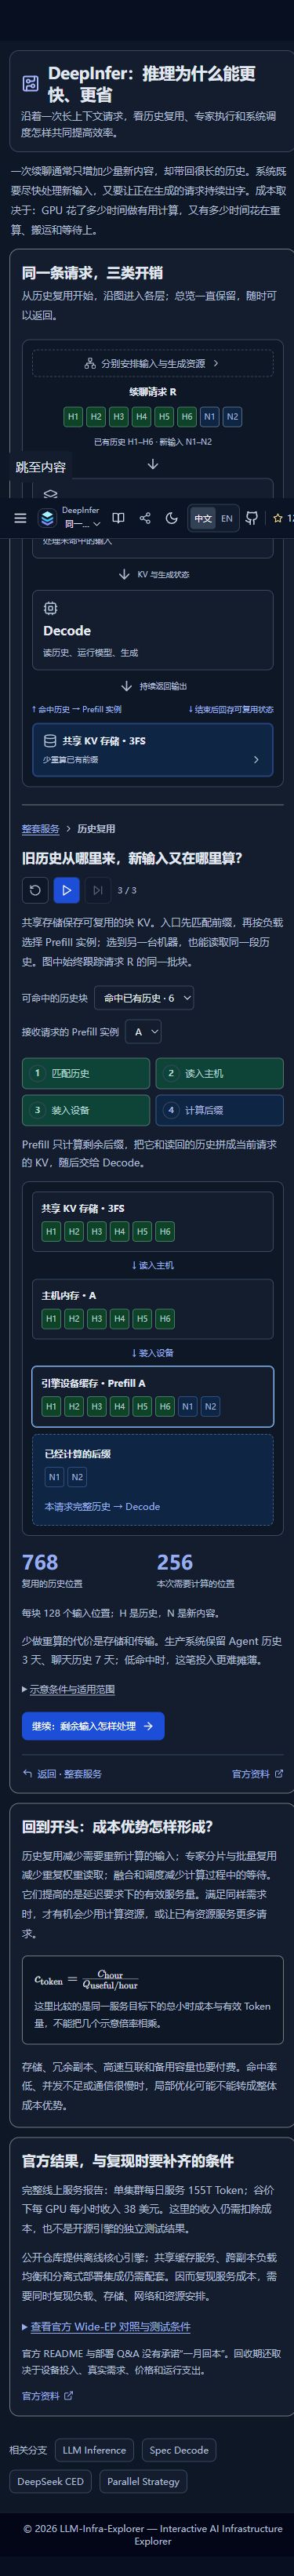 DeepInfer：推理为什么能更
快、更省
沿着一次长上下文请求，看历史复用、专家执行和系统调
度怎样共同提高效率。
一次续聊通常只增加少量新输入，却带回很长的历史。系统既
要尽快处理新输入，又要让正在生成的请求持续出字。成本取
决于：GPU 花了多少时间做有用计算，又有多少时间花在重
算、搬运和等待上。
同一条请求，三类开销
从历史复用开始，沿图进入各层；总览一直保留，随时可
以返回。
分别安排输入与生成资源
续聊请求 R
H1 H2 H3 H4 H5 H6 N1 N2
已有历史 H1–H6 · 新输入 N1–N2
跳至内容
DeepInfer
同一... 中文 EN 12
处理未命中的输入
KV 与生成状态
Decode
读历史、运行模型、生成
持续返回输出
↑ 命中历史 → Prefill 实例 ↓ 结束后回存可复用状态
共享 KV 存储 · 3FS
少重算已有前缀
整套服务 > 历史复用
旧历史从哪里来，新输入又在哪里算？
3 / 3
共享存储保存可复用的块 KV。入口先匹配前缀，再按负载
选择 Prefill 实例；选到另一台机器，也能读取同一段历
史。图中始终跟踪请求 R 的同一批块。
可命中的历史块 命中已有历史 · 6
接收请求的 Prefill 实例 A
1 匹配历史 2 读入主机
3 装入设备 4 计算后缀
Prefill 只计算剩余后缀，把它和读回的历史拼成当前请求
的 KV，随后交给 Decode。
共享 KV 存储 · 3FS
H1 H2 H3 H4 H5 H6
↓ 读入主机
主机内存 · A
H1 H2 H3 H4 H5 H6
↓ 装入设备
引擎设备缓存 · Prefill A
H1 H2 H3 H4 H5 H6 N1 N2
已经计算的后缀
N1 N2
本请求完整历史 → Decode
768 256
复用的历史位置 本次需要计算的位置
每块 128 个输入位置；H 是历史，N 是新内容。
少做重算的代价是存储和传输。生产系统保留 Agent 历史
3 天、聊天历史 7 天；低命中时，这笔投入更难摊薄。
▶ 示意条件与适用范围
继续：剩余输入怎样处理 →
返回 · 整套服务 官方资料
回到开头：成本优势怎样形成？
历史复用减少需要重新计算的输入；专家分片与批量复用
减少重复权重读取；融合和调度减少计算过程中的等待。
它们提高的是延迟要求下的有效服务量。满足同样需求
时，才有机会少用计算资源，或让已有资源服务更多请
求。
c_token = C_hour / Q_useful/hour
这里比较的是同一服务目标下的总小时成本与有效 Token
量，不能把几个示意倍率相乘。
存储、冗余副本、高速互联和备用容量也要付费。命中率
低、并发不足或通信很慢时，局部优化可能不能转成整体
成本优势。
官方结果，与复现时要补齐的条件
完整线上服务报告：单集群每日服务 155T Token；谷价
下每 GPU 每小时收入 38 美元。这里的收入仍需扣除成
本，也不是开源引擎的独立测试结果。
公开仓库提供离线核心引擎；共享缓存服务、跨副本负载
均衡和分离式部署集成仍需配套。因而复现服务成本，需
要同时复现负载、存储、网络和资源安排。
▶ 查看官方 Wide-EP 对照与测试条件
官方 README 与部署 Q&A 没有承诺“一月回本”。回收期还取
决于设备投入、真实需求、价格和运行支出。
官方资料
相关分支 LLM Inference Spec Decode
DeepSeek CED Parallel Strategy
© 2026 LLM-Infra-Explorer — Interactive AI Infrastructure
Explorer